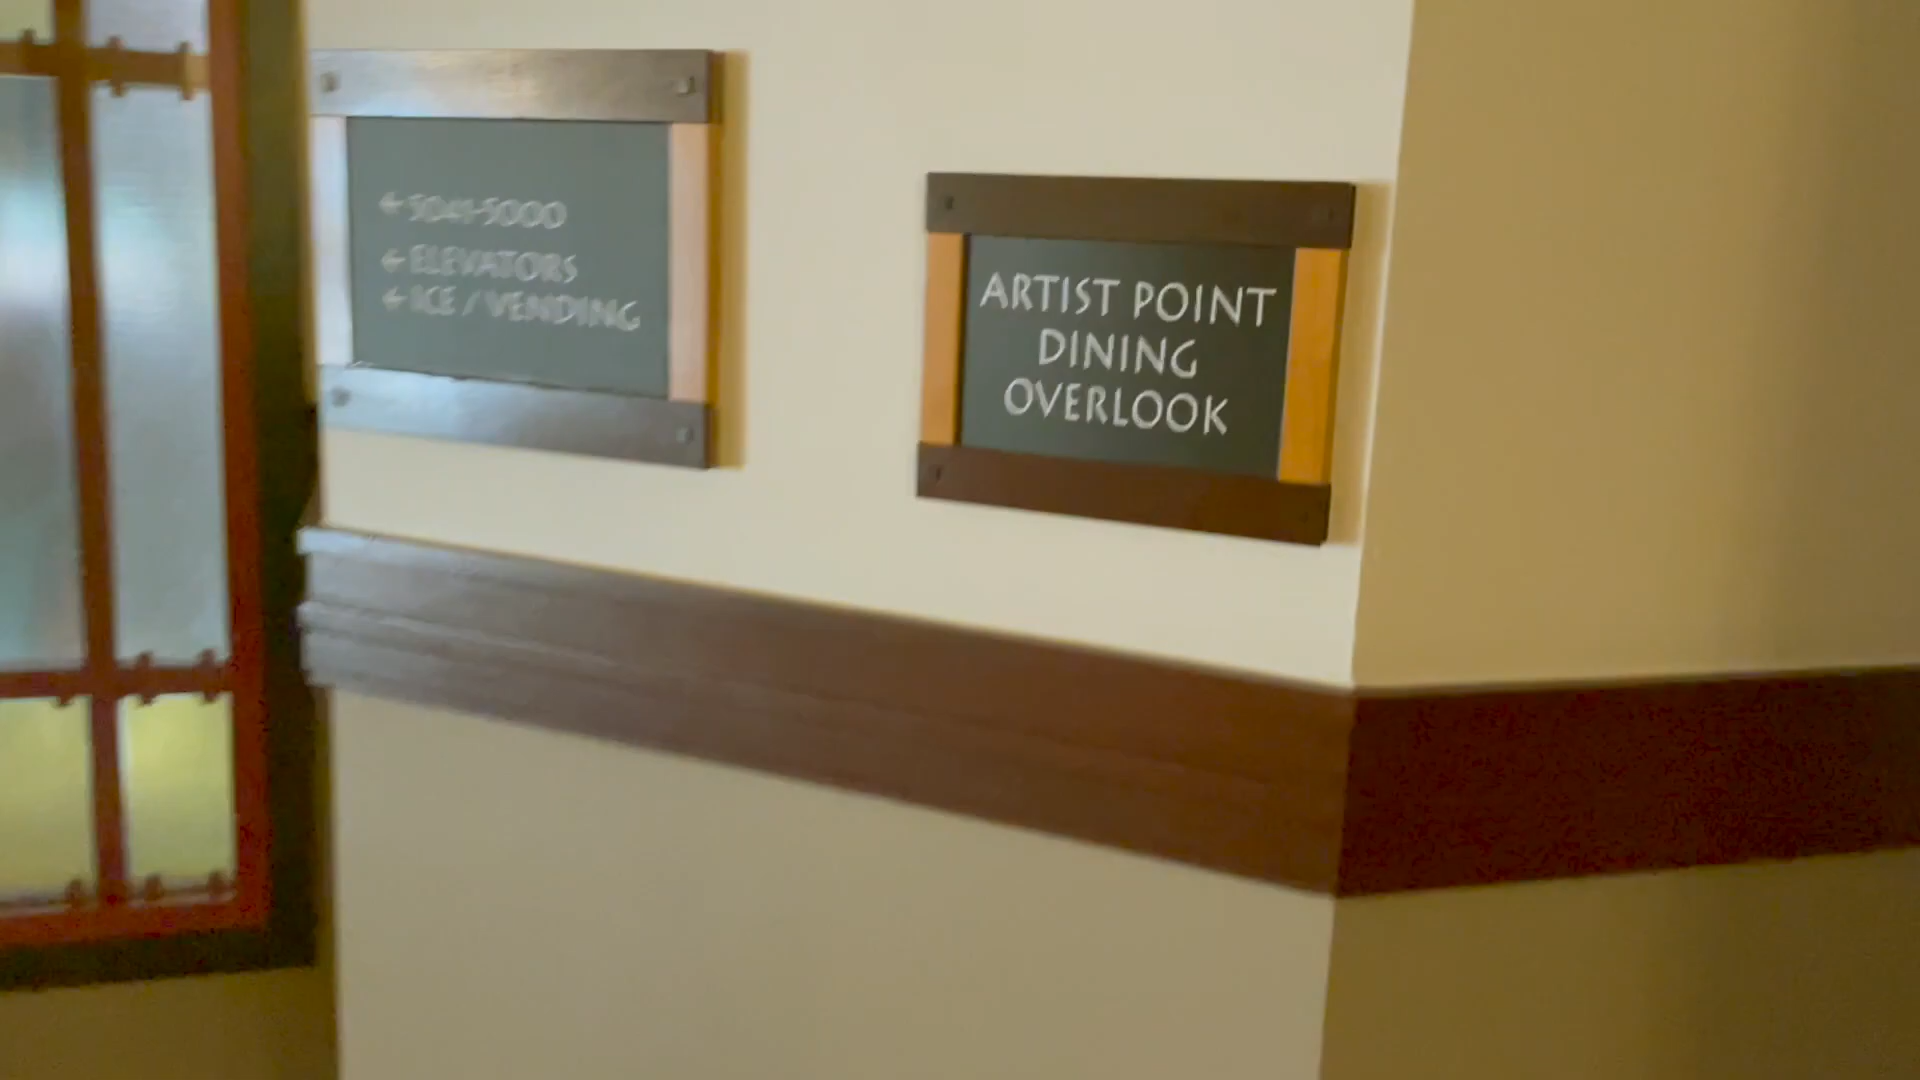 ← 5041-5000
← ELEVATORS
← ICE / VENDING
ARTIST POINT
DINING
OVERLOOK